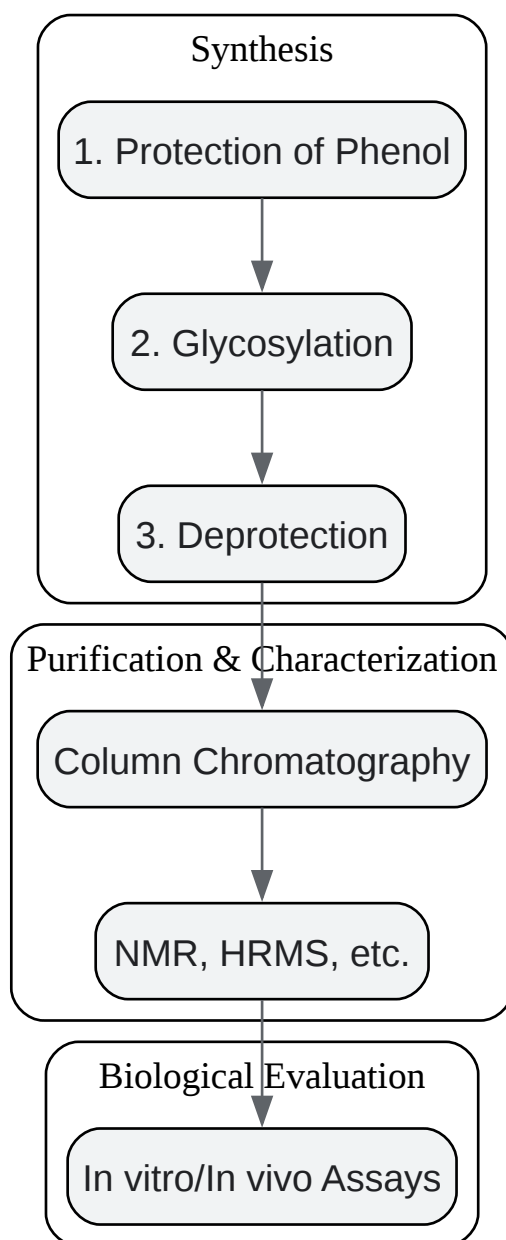 Synthesis
1. Protection of Phenol
2. Glycosylation
3. Deprotection
Purification & Characterization
Column Chromatography
NMR, HRMS, etc.
Biological Evaluation
In vitro/In vivo Assays